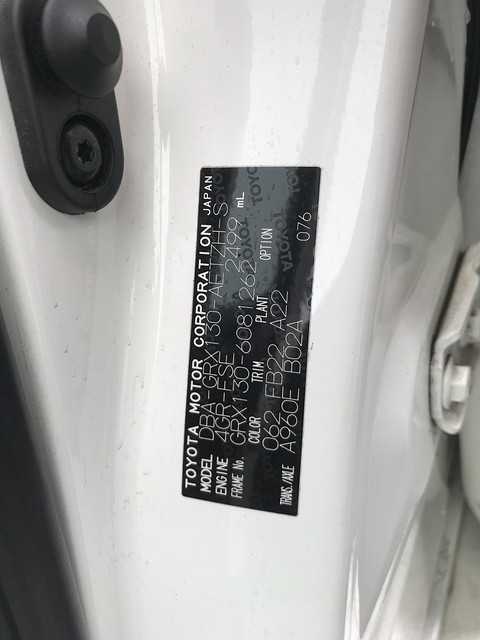 TOYOTA MOTOR CORPORATION JAPAN
MODEL DBA-GRX130-AETZH-S
ENGINE 4GR-FSE 2499 mL
FRAME No. GRX130-6081262
COLOR TRIM PLANT OPTION
062 FB22 A22
TRANS./AXLE A960E B02A 076